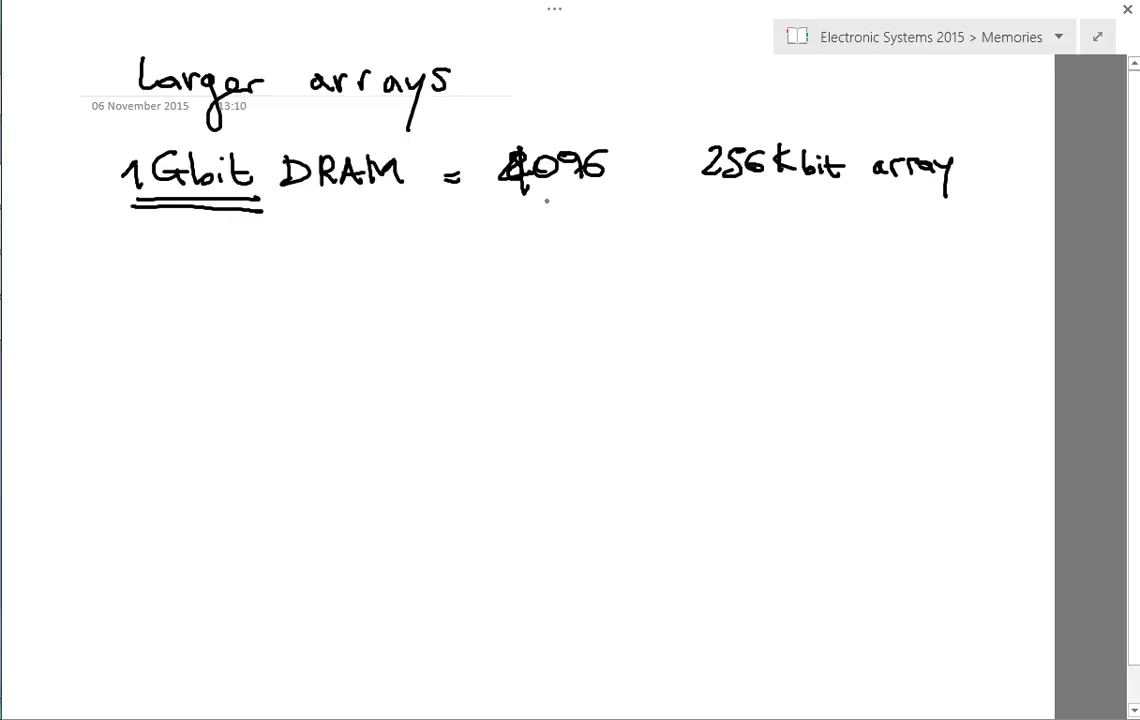 Electronic Systems 2015 > Memories
Larger arrays
06 November 2015 13:10
1Gbit DRAM = 4096 256Kbit array